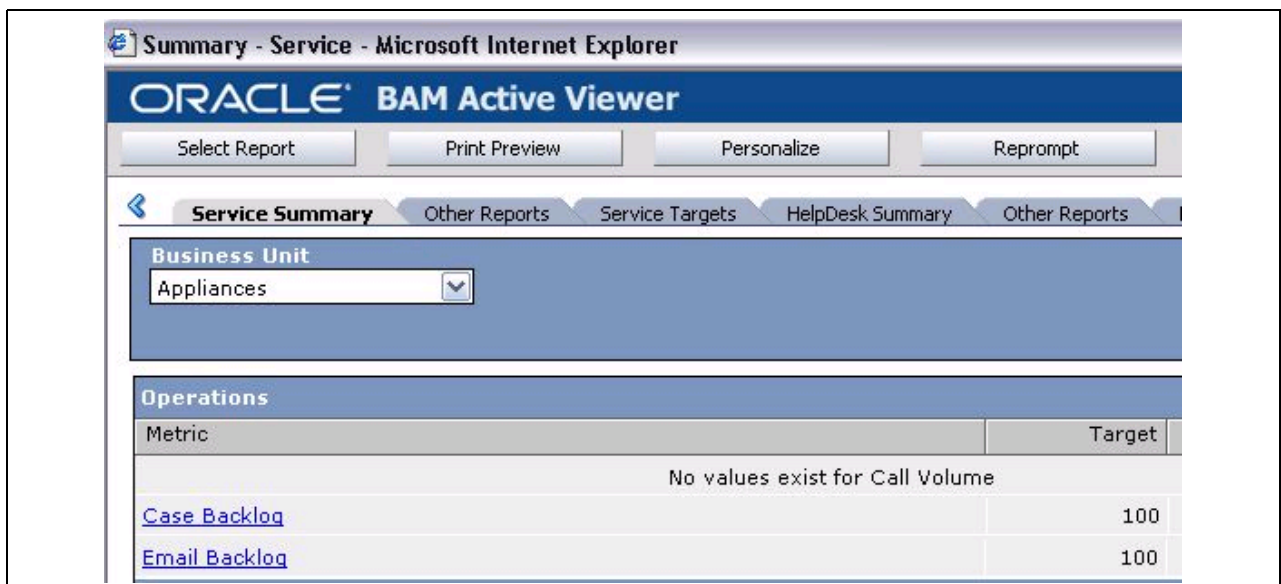 Summary - Service - Microsoft Internet Explorer
ORACLE BAM Active Viewer
Select Report Print Preview Personalize Reprompt
Service Summary Other Reports Service Targets HelpDesk Summary Other Reports
Business Unit
Appliances
Operations
Metric Target
No values exist for Call Volume
Case Backlog 100
Email Backlog 100